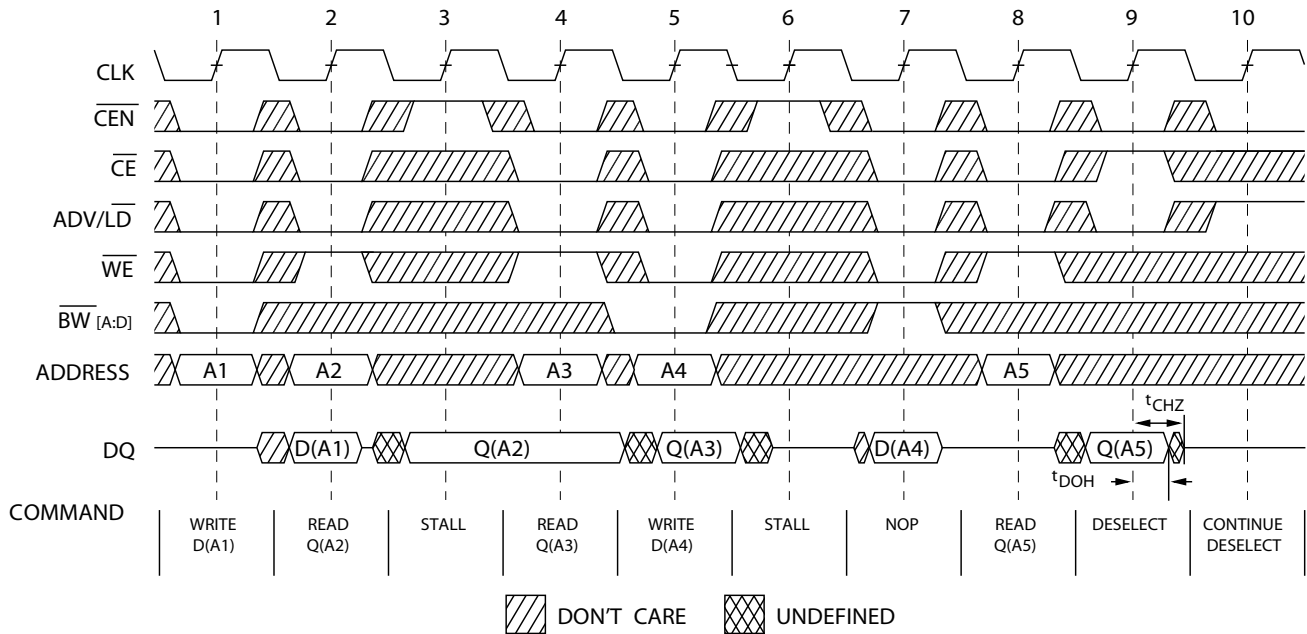 1 2 3 4 5 6 7 8 9 10
CLK
CEN
CE
ADV/LD
WE
BW [A:D]
ADDRESS A1 A2 A3 A4 A5
tCHZ
DQ D(A1) Q(A2) Q(A3) D(A4) Q(A5)
tDOH
COMMAND
WRITE READ STALL READ WRITE STALL NOP READ DESELECT CONTINUE
D(A1) Q(A2) Q(A3) D(A4) Q(A5) DESELECT
DON'T CARE UNDEFINED